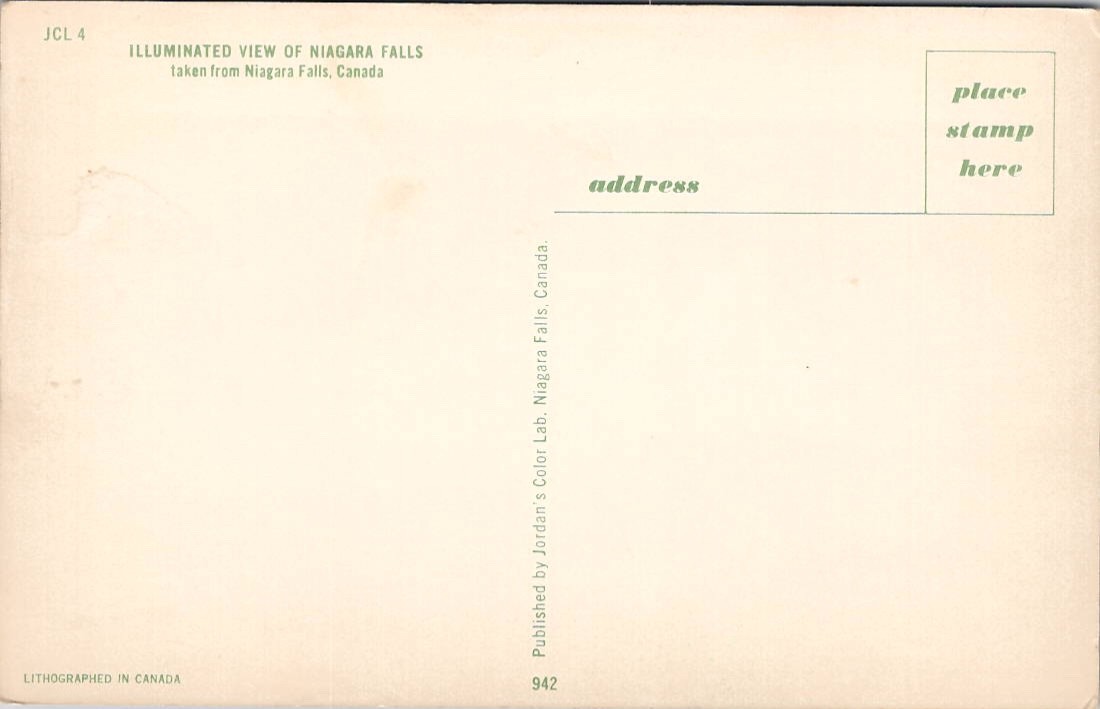 JCL 4
ILLUMINATED VIEW OF NIAGARA FALLS
taken from Niagara Falls, Canada
place
stamp
here
address
Published by Jordan's Color Lab. Niagara Falls, Canada.
LITHOGRAPHED IN CANADA
942